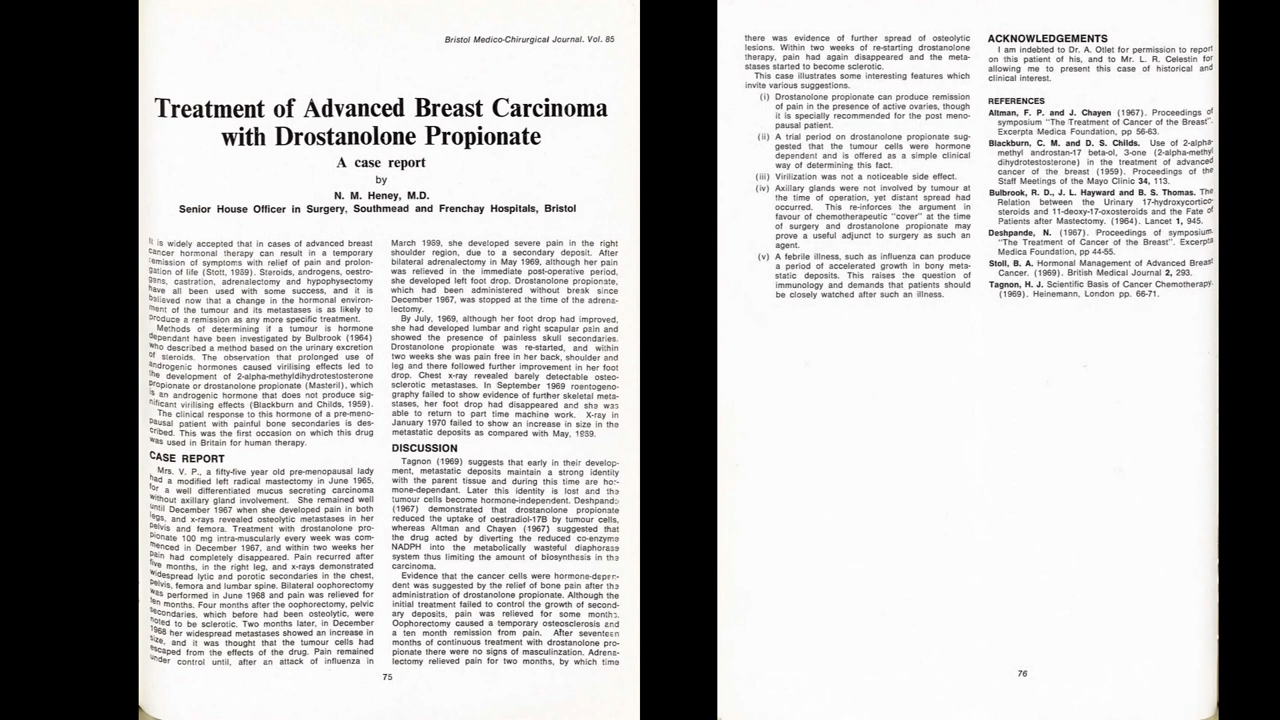 Bristol Medico-Chirurgical Journal. Vol. 85
Treatment of Advanced Breast Carcinoma
with Drostanolone Propionate
A case report
by
N. M. Heney, M.D.
Senior House Officer in Surgery, Southmead and Frenchay Hospitals, Bristol
It is widely accepted that in cases of advanced breast
cancer hormonal therapy can result in a temporary
remission of symptoms with relief of pain and prolon-
gation of life (Stott, 1959). Steroids, androgens, oestro-
gens, castration, adrenalectomy and hypophysectomy
have all been used with some success, and it is
believed now that a change in the hormonal environ-
ment of the tumour and its metastases is as likely to
produce a remission as any more specific treatment.
Methods of determining if a tumour is hormone
dependant have been investigated by Bulbrook (1964)
who described a method based on the urinary excretion
of steroids. The observation that prolonged use of
androgenic hormones caused virilising effects led to
the development of 2-alpha-methyldihydrotestosterone
propionate or drostanolone propionate (Masteril), which
is an androgenic hormone that does not produce sig-
nificant virilising effects (Blackburn and Childs, 1959).
The clinical response to this hormone of a pre-meno-
pausal patient with painful bone secondaries is des-
cribed. This was the first occasion on which this drug
was used in Britain for human therapy.
CASE REPORT
Mrs. V. P., a fifty-five year old pre-menopausal lady
had a modified left radical mastectomy in June 1965,
for a well differentiated mucus secreting carcinoma
without axillary gland involvement. She remained well
until December 1967 when she developed pain in both
legs, and x-rays revealed osteolytic metastases in her
pelvis and femora. Treatment with drostanolone pro-
pionate 100 mg intra-muscularly every week was com-
menced in December 1967, and within two weeks her
pain had completely disappeared. Pain recurred after
five months, in the right leg, and x-rays demonstrated
widespread lytic and porotic secondaries in the chest,
pelvis, femora and lumbar spine. Bilateral oophorectomy
was performed in June 1968 and pain was relieved for
ten months. Four months after the oophorectomy, pelvic
secondaries, which before had been osteolytic, were
noted to be sclerotic. Two months later, in December
1968 her widespread metastases showed an increase in
size, and it was thought that the tumour cells had
escaped from the effects of the drug. Pain remained
under control until, after an attack of influenza in
March 1969, she developed severe pain in the right
shoulder region, due to a secondary deposit. After
bilateral adrenalectomy in May 1969, although her pain
was relieved in the immediate post-operative period,
she developed left foot drop. Drostanolone propionate,
which had been administered without break since
December 1967, was stopped at the time of the adrena-
lectomy.
By July, 1969, although her foot drop had improved,
she had developed lumbar and right scapular pain and
showed the presence of painless skull secondaries.
Drostanolone propionate was re-started, and within
two weeks she was pain free in her back, shoulder and
leg and there followed further improvement in her foot
drop. Chest x-ray revealed barely detectable osteo-
sclerotic metastases. In September 1969 roentgeno-
graphy failed to show evidence of further skeletal meta-
stases, her foot drop had disappeared and she was
able to return to part time machine work. X-ray in
January 1970 failed to show an increase in size in the
metastatic deposits as compared with May, 1969.
DISCUSSION
Tagnon (1969) suggests that early in their develop-
ment, metastatic deposits maintain a strong identity
with the parent tissue and during this time are hor-
mone-dependant. Later this identity is lost and the
tumour cells become hormone-independent. Deshpande
(1967) demonstrated that drostanolone propionate
reduced the uptake of oestradiol-17B by tumour cells,
whereas Altman and Chayen (1967) suggested that
the drug acted by diverting the reduced co-enzyme
NADPH into the metabolically wasteful diaphorase
system thus limiting the amount of biosynthesis in the
carcinoma.
Evidence that the cancer cells were hormone-depen-
dent was suggested by the relief of bone pain after the
administration of drostanolone propionate. Although the
initial treatment failed to control the growth of second-
ary deposits, pain was relieved for some months.
Oophorectomy caused a temporary osteosclerosis and
a ten month remission from pain. After seventeen
months of continuous treatment with drostanolone pro-
pionate there were no signs of masculinzation. Adrena-
lectomy relieved pain for two months, by which time
75
there was evidence of further spread of osteolytic
lesions. Within two weeks of re-starting drostanolone
therapy, pain had again disappeared and the meta-
stases started to become sclerotic.
This case illustrates some interesting features which
invite various suggestions.
(i) Drostanolone propionate can produce remission
of pain in the presence of active ovaries, though
it is specially recommended for the post meno-
pausal patient.
(ii) A trial period on drostanolone propionate sug-
gested that the tumour cells were hormone
dependent and is offered as a simple clinical
way of determining this fact.
(iii) Virilization was not a noticeable side effect.
(iv) Axillary glands were not involved by tumour at
the time of operation, yet distant spread had
occurred. This re-inforces the argument in
favour of chemotherapeutic "cover" at the time
of surgery and drostanolone propionate may
prove a useful adjunct to surgery as such an
agent.
(v) A febrile illness, such as influenza can produce
a period of accelerated growth in bony meta-
static deposits. This raises the question of
immunology and demands that patients should
be closely watched after such an illness.
ACKNOWLEDGEMENTS
I am indebted to Dr. A. Otlet for permission to report
on this patient of his, and to Mr. L. R. Celestin for
allowing me to present this case of historical and
clinical interest.
REFERENCES
Altman, F. P. and J. Chayen (1967). Proceedings of
symposium "The Treatment of Cancer of the Breast".
Excerpta Medica Foundation, pp 56-63.
Blackburn, C. M. and D. S. Childs. Use of 2-alpha-
methyl androstan-17 beta-ol, 3-one (2-alpha-methyl
dihydrotestosterone) in the treatment of advanced
cancer of the breast (1959). Proceedings of the
Staff Meetings of the Mayo Clinic 34, 113.
Bulbrook, R. D., J. L. Hayward and B. S. Thomas. The
Relation between the Urinary 17-hydroxycortico-
steroids and 11-deoxy-17-oxosteroids and the Fate of
Patients after Mastectomy. (1964). Lancet 1, 945.
Deshpande, N. (1967). Proceedings of symposium.
"The Treatment of Cancer of the Breast". Excerpta
Medica Foundation, pp 44-55.
Stoll, B. A. Hormonal Management of Advanced Breast
Cancer. (1969). British Medical Journal 2, 293.
Tagnon, H. J. Scientific Basis of Cancer Chemotherapy.
(1969). Heinemann, London pp. 66-71.
76